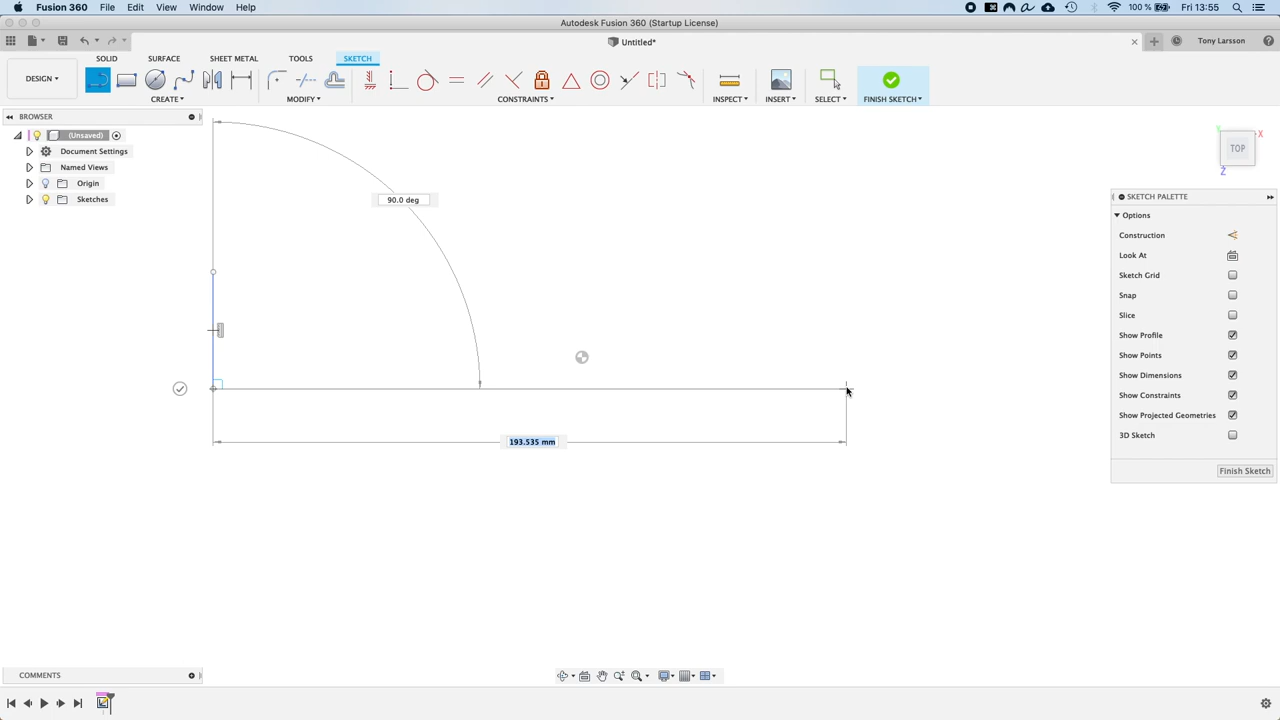 Fusion 360 File Edit View Window Help 100 % Fri 13:55
Autodesk Fusion 360 (Startup License)
Untitled* Tony Larsson
SOLID SURFACE SHEET METAL TOOLS SKETCH
DESIGN
CREATE MODIFY CONSTRAINTS INSPECT INSERT SELECT FINISH SKETCH
BROWSER
(Unsaved)
Document Settings
Named Views
Origin
Sketches
90.0 deg
193.535 mm
TOP
X
Z
SKETCH PALETTE
Options
Construction
Look At
Sketch Grid
Snap
Slice
Show Profile
Show Points
Show Dimensions
Show Constraints
Show Projected Geometries
3D Sketch
Finish Sketch
COMMENTS